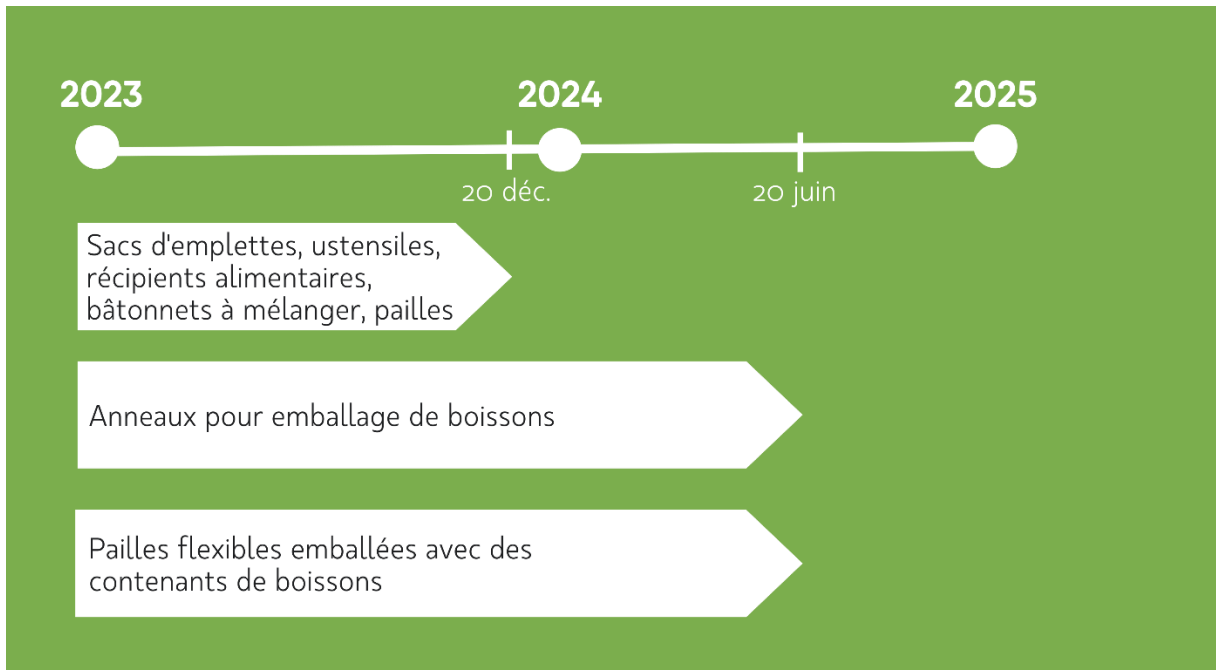 2023
2024
2025
20 déc.
20 juin
Sacs d'emplettes, ustensiles,
récipients alimentaires,
bâtonnets à mélanger, pailles
Anneaux pour emballage de boissons
Pailles flexibles emballées avec des
contenants de boissons